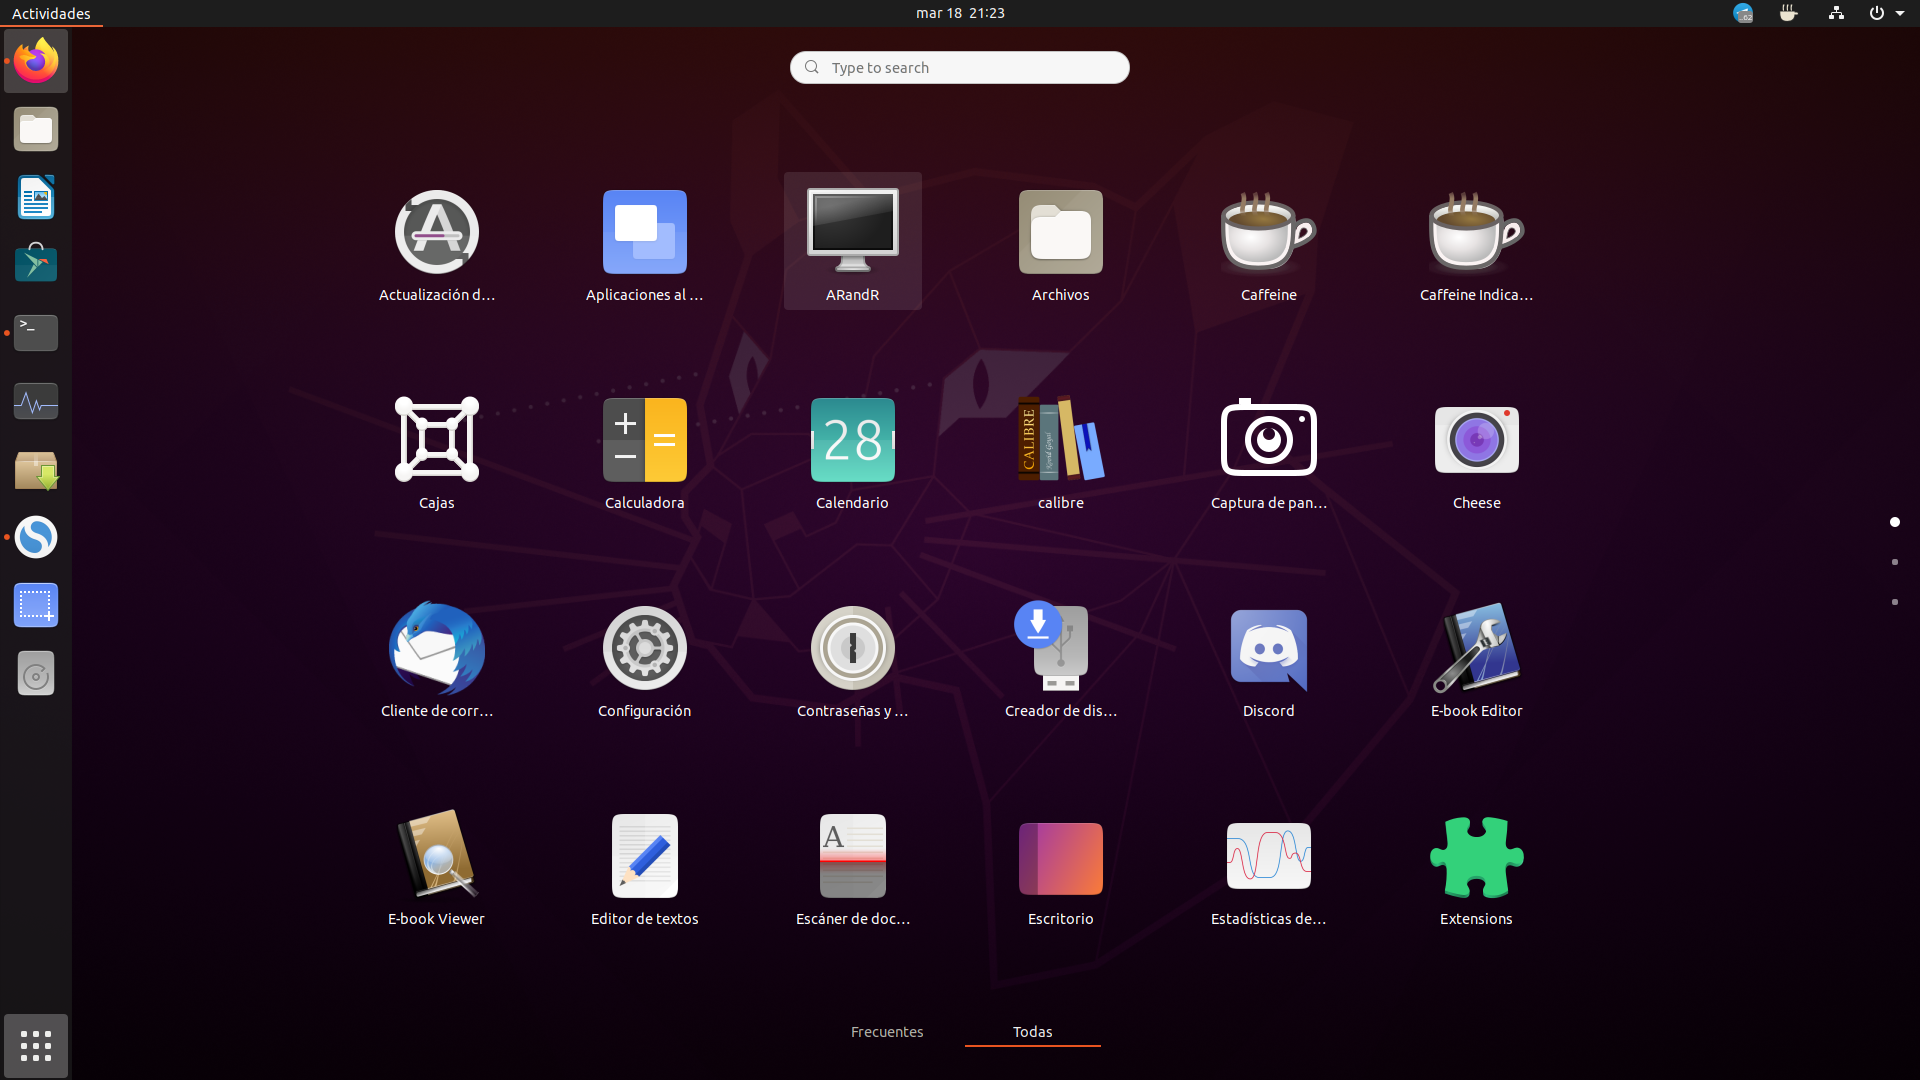 Actividades
mar 18 21:23
62
Type to search
Actualización d…
Aplicaciones al …
ARandR
Archivos
Caffeine
Caffeine Indica…
28
CALIBRE
Cajas
Calculadora
Calendario
calibre
Captura de pan…
Cheese
Cliente de corr…
Configuración
Contraseñas y …
Creador de dis…
Discord
E-book Editor
A
E-book Viewer
Editor de textos
Escáner de doc…
Escritorio
Estadísticas de…
Extensions
Frecuentes
Todas